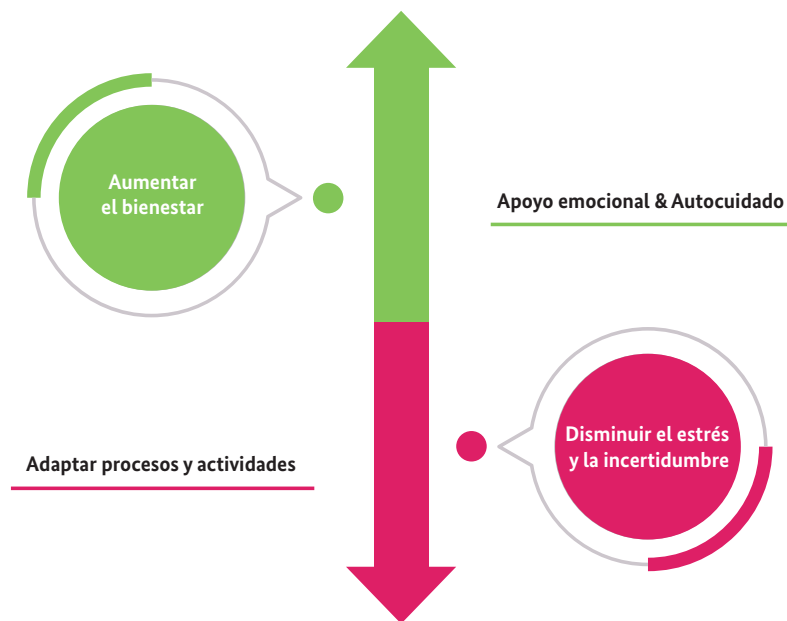 Aumentar
el bienestar
Apoyo emocional & Autocuidado
Disminuir el estrés
y la incertidumbre
Adaptar procesos y actividades